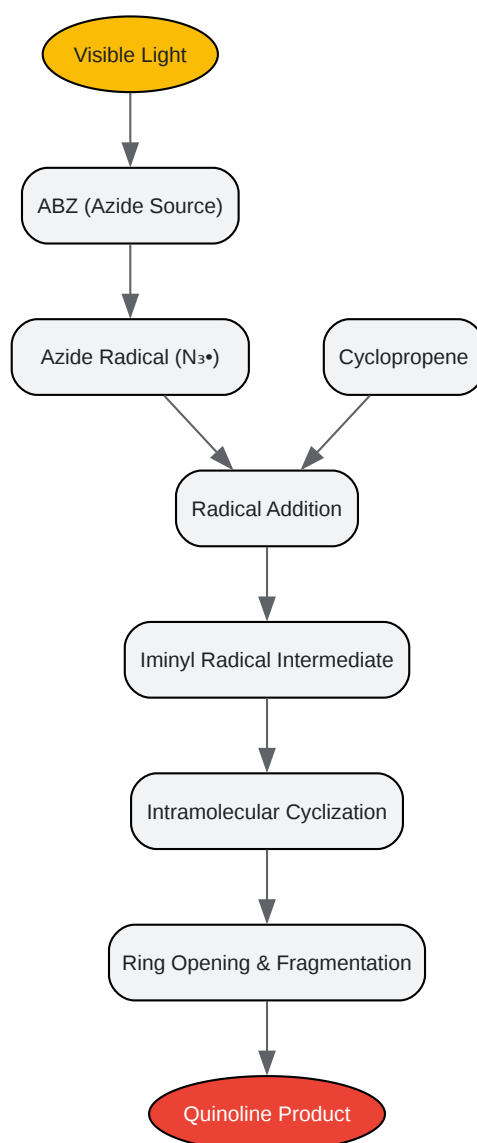 Visible Light
ABZ (Azide Source)
Azide Radical (N₃•)
Cyclopropene
Radical Addition
Iminyl Radical Intermediate
Intramolecular Cyclization
Ring Opening & Fragmentation
Quinoline Product